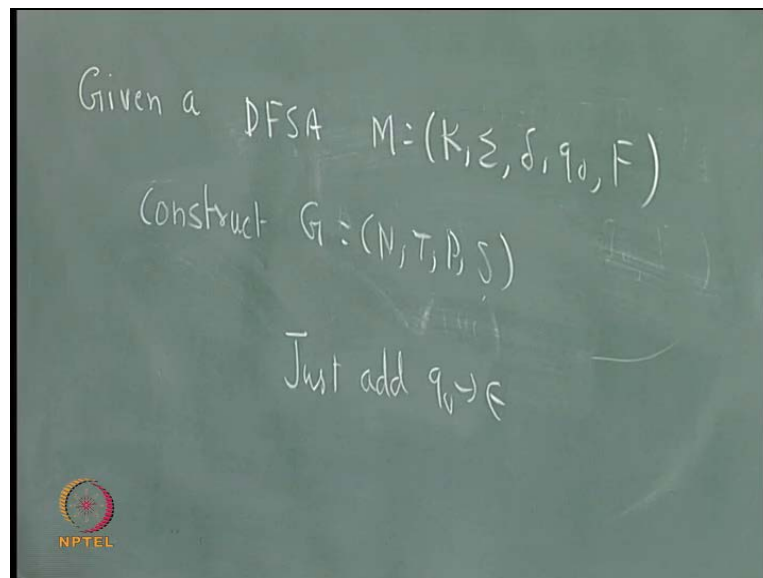 Given a DFSA M = (K, Σ, δ, q₀, F)
Construct G = (N, T, P, S)
Just add q₀ → ϵ
NPTEL